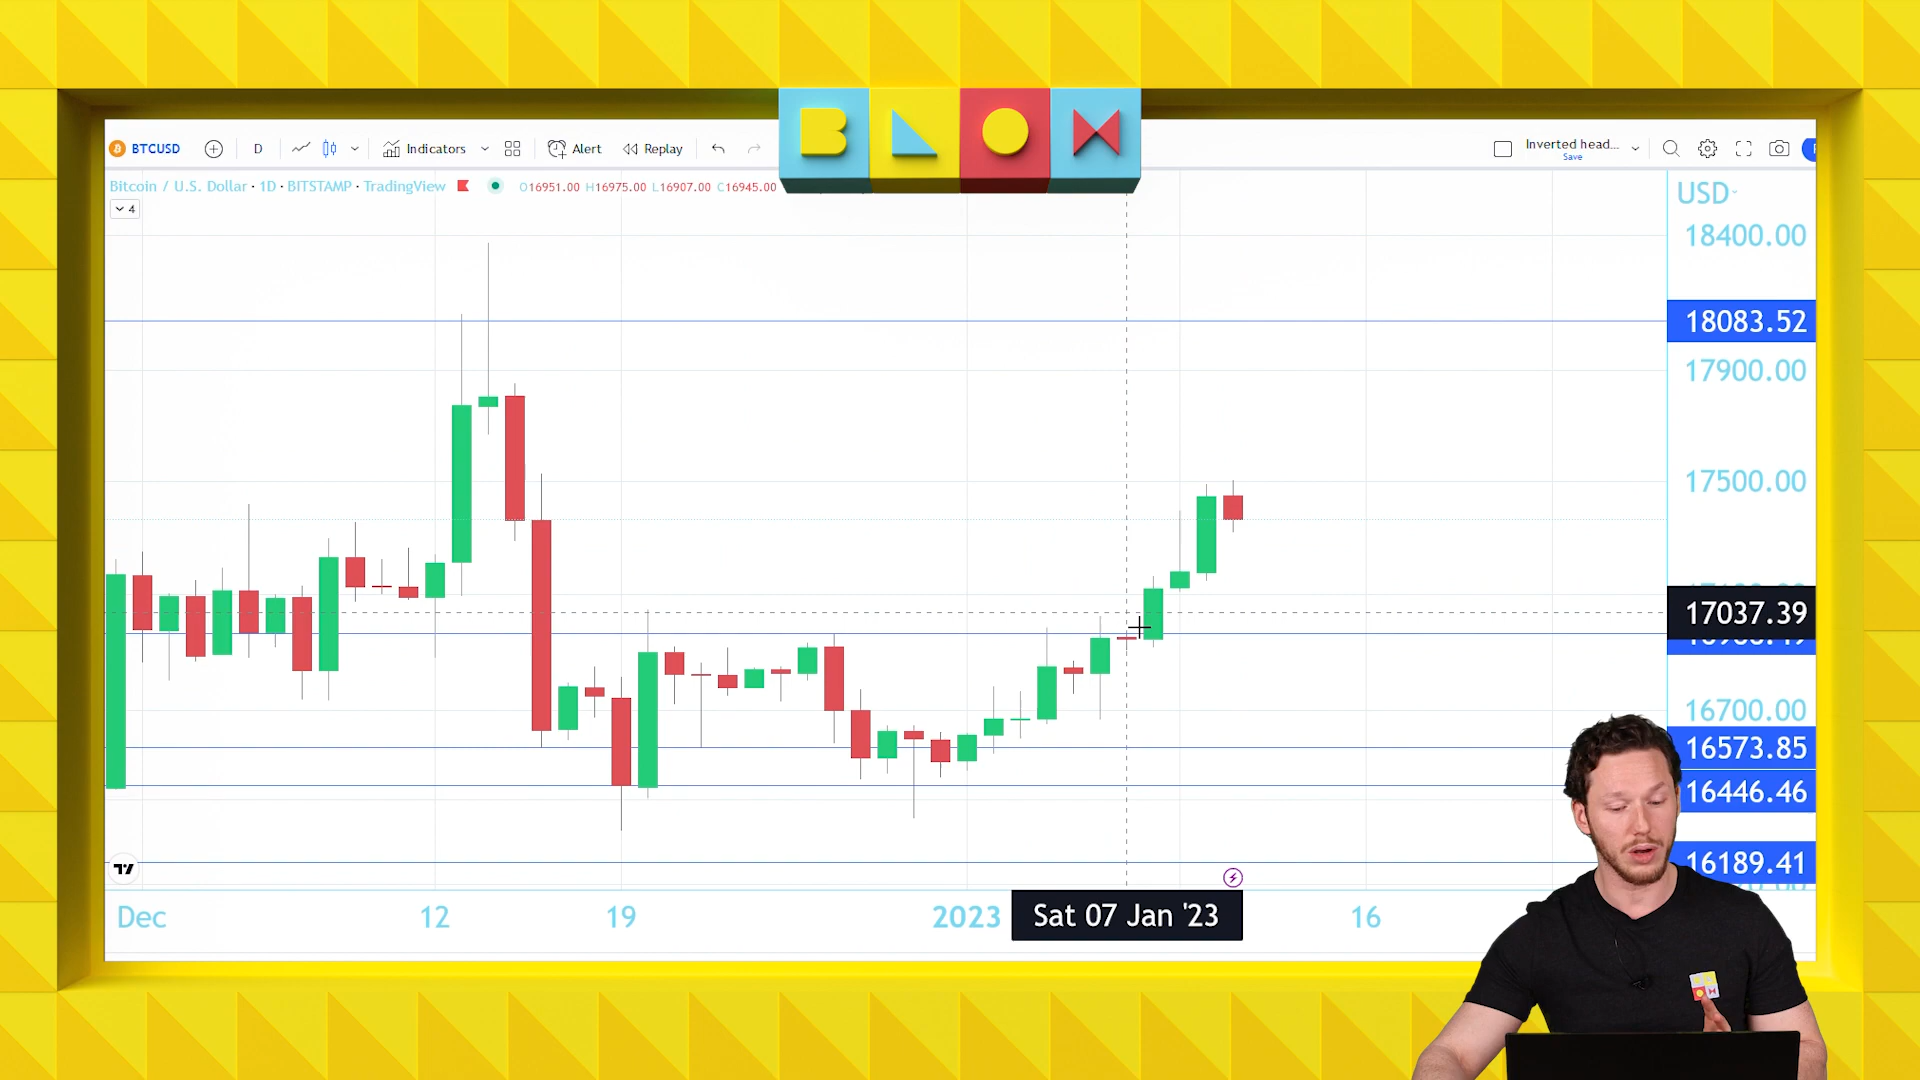 BLOM
BTCUSD D Indicators Alert Replay Inverted head...
Save
Bitcoin / U.S. Dollar · 1D · BITSTAMP · TradingView O16951.00 H16975.00 L16907.00 C16945.00
4
USD
18400.00
18083.52
17900.00
17500.00
17037.39
16700.00
16573.85
16446.46
16189.41
Dec 12 19 2023 Sat 07 Jan '23 16